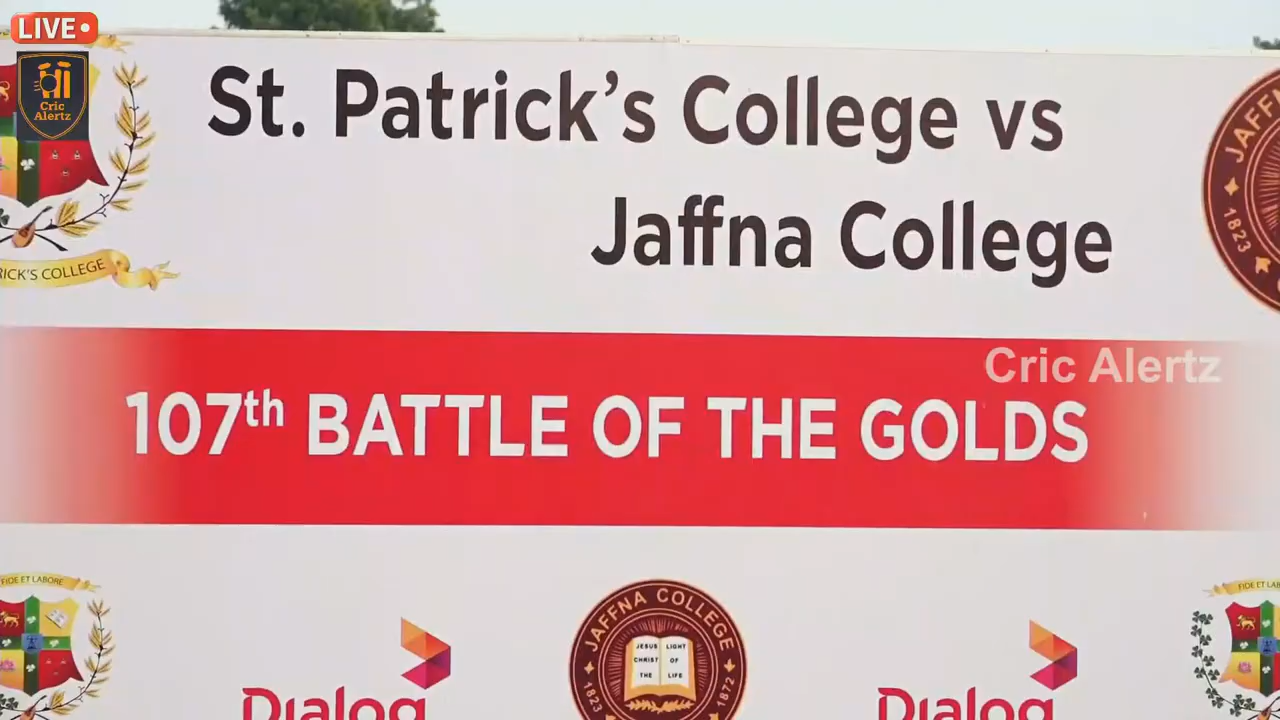 LIVE
Cric
Alertz
St. Patrick's College vs
Jaffna College
RICK'S COLLEGE
JAFFN
1823
Cric Alertz
107th BATTLE OF THE GOLDS
FIDE ET LABORE
JAFFNA COLLEGE
JESUS LIGHT
CHRIST OF
THE LIFE
1823 1872
FIDE ET LAB
Dialog
Dialog